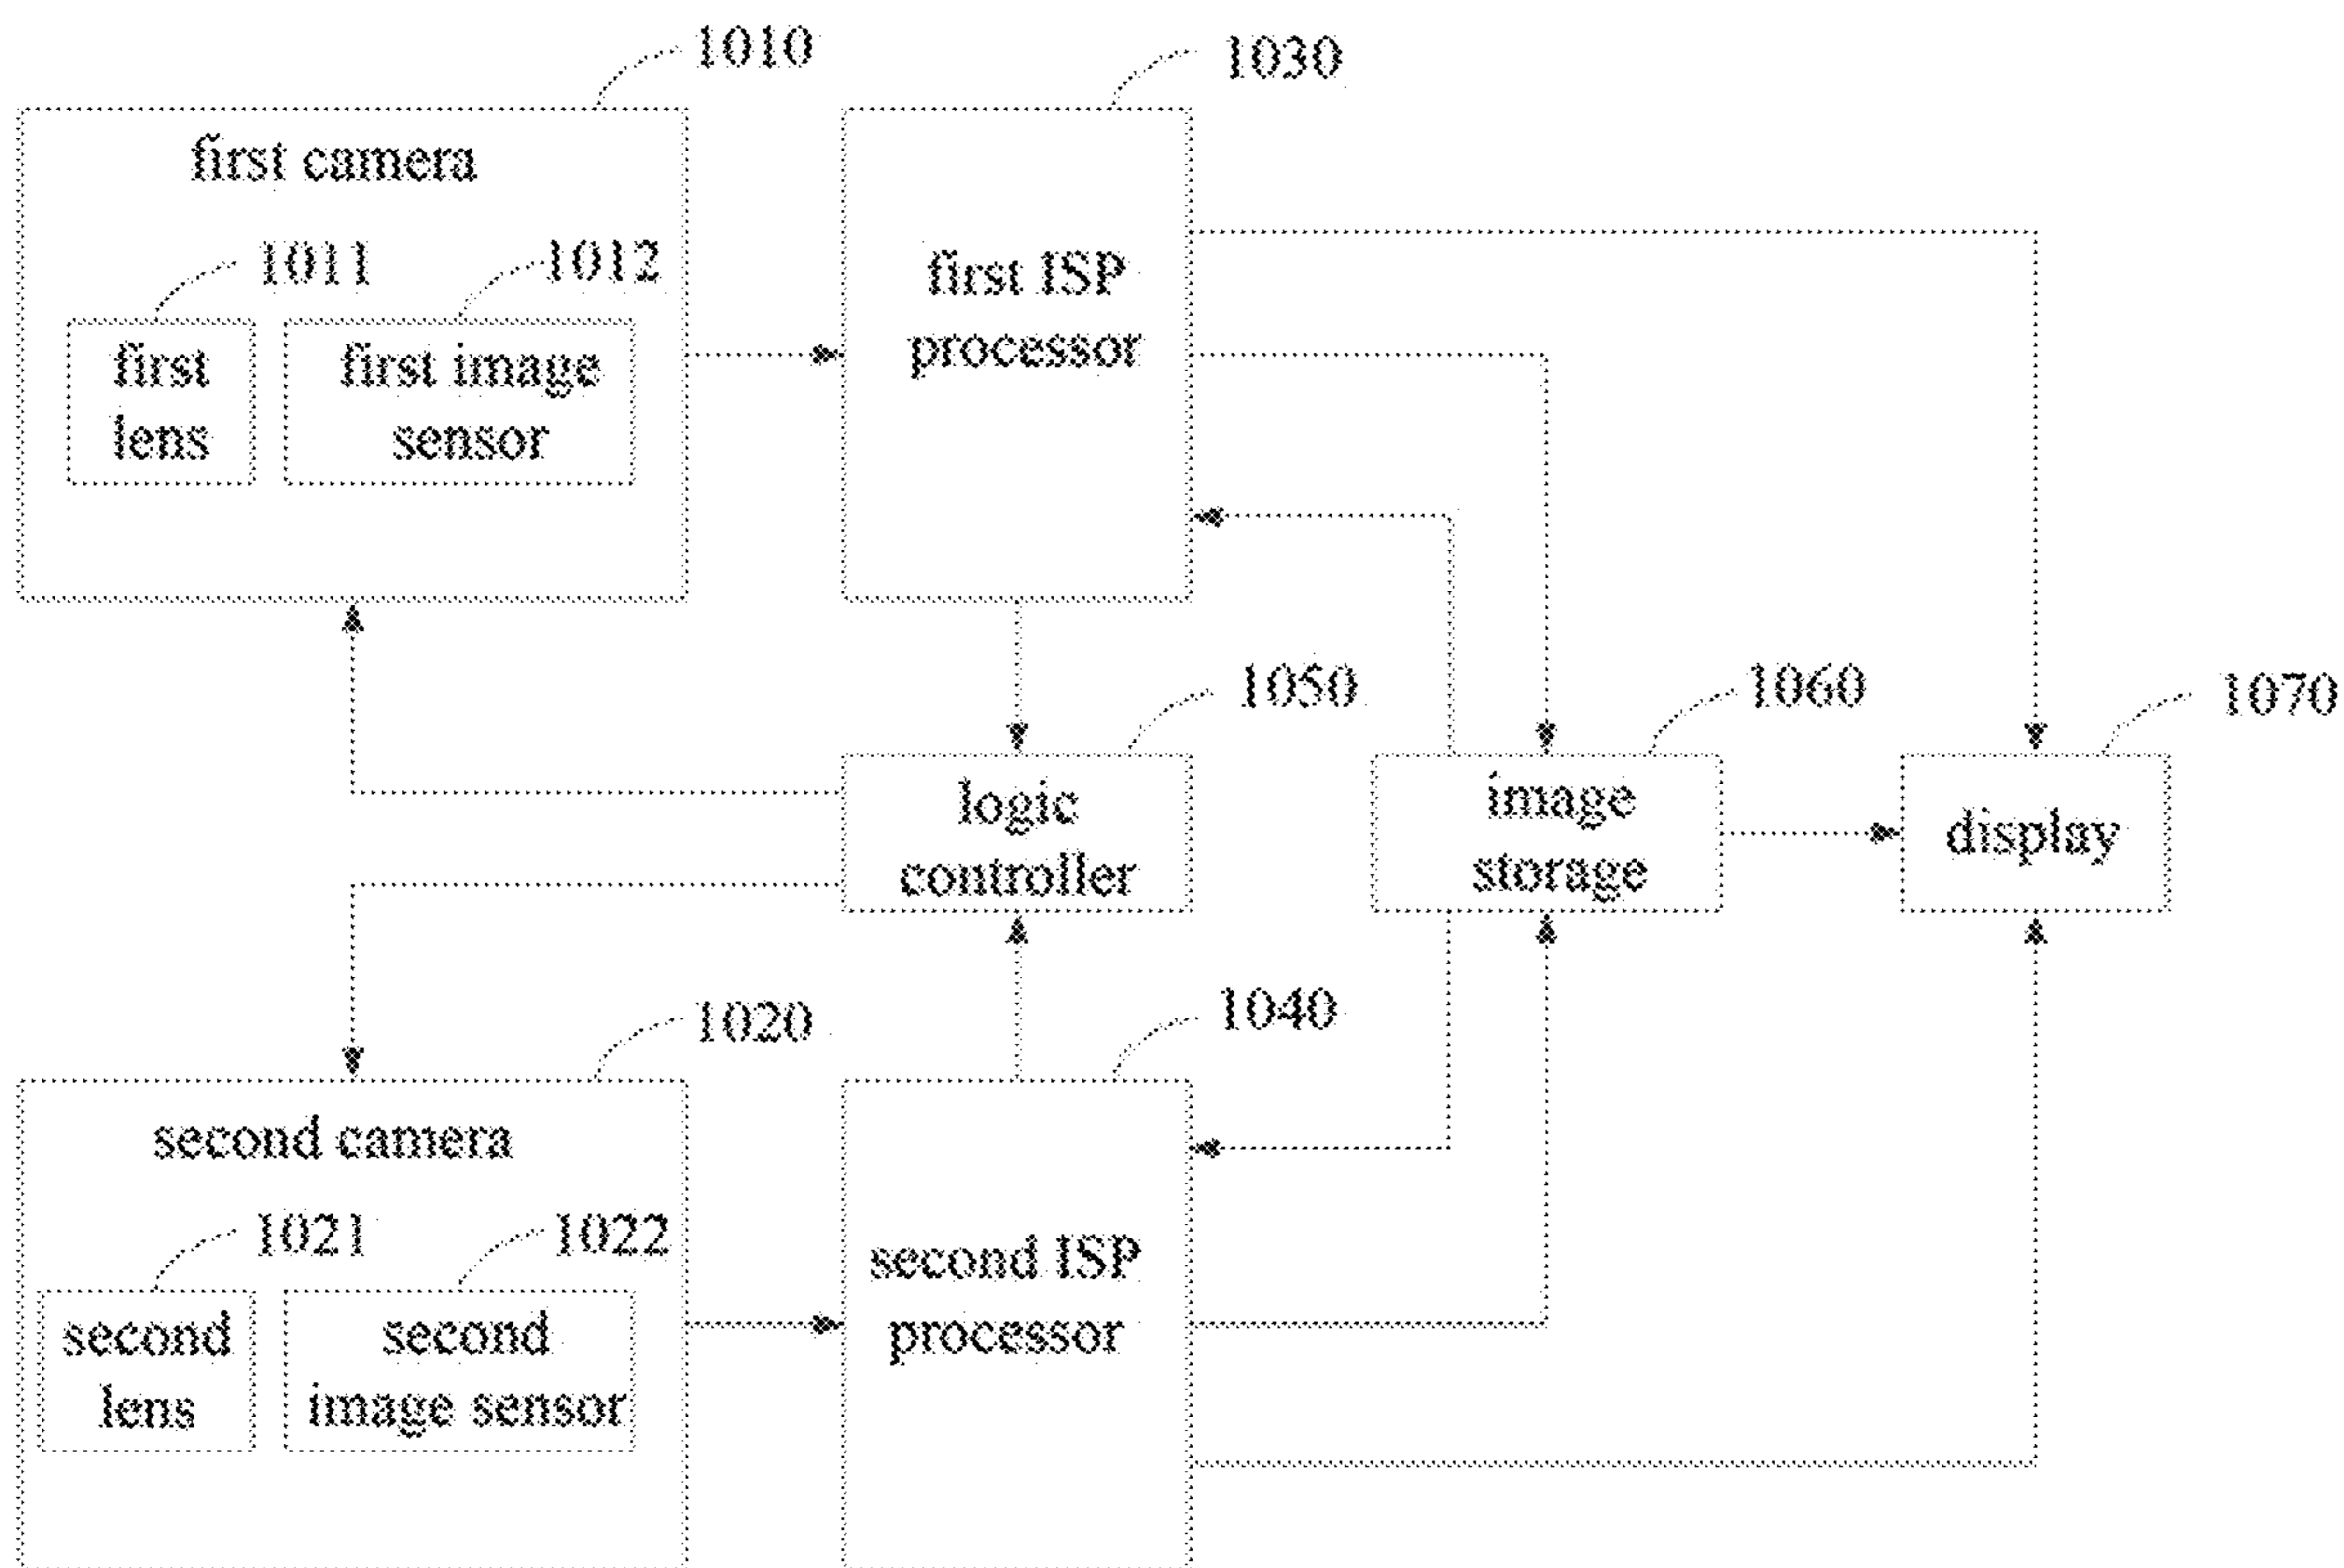 1010
1030
first camera
1011
1012
first ISP
processor
first
lens
first image
sensor
1050
1060
1070
logic
controller
image
storage
display
1020
1040
second camera
1021
1022
second ISP
processor
second
lens
second
image sensor